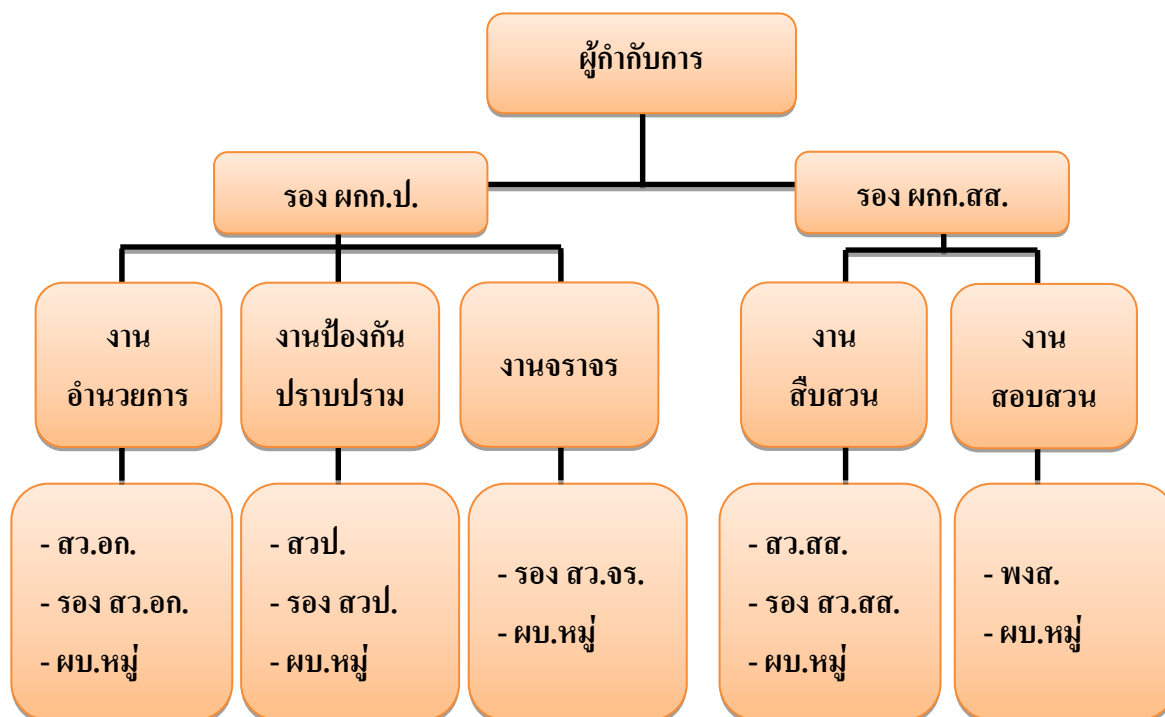 ผู้กำกับการ
รอง ผกก.ป.
รอง ผกก.สส.
งาน
อำนวยการ
งานป้องกัน
ปราบปราม
งานจราจร
งาน
สืบสวน
งาน
สอบสวน
- สว.อก.
- รอง สว.อก.
- ผบ.หมู่
- สวป.
- รอง สวป.
- ผบ.หมู่
- รอง สว.จร.
- ผบ.หมู่
- สว.สส.
- รอง สว.สส.
- ผบ.หมู่
- พงส.
- ผบ.หมู่